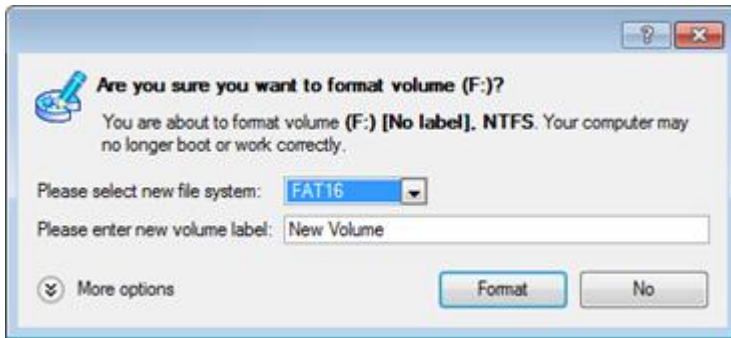 Are you sure you want to format volume (F:)?
You are about to format volume (F:) [No label], NTFS. Your computer may
no longer boot or work correctly.
Please select new file system: FAT16
Please enter new volume label: New Volume
More options Format No